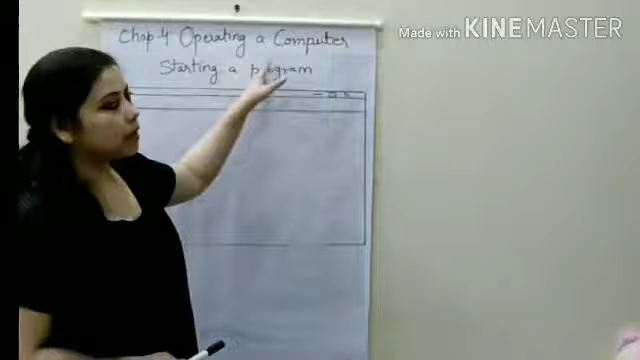 Chap 4 Operating a Computer
Starting a program
Made with KINEMASTER